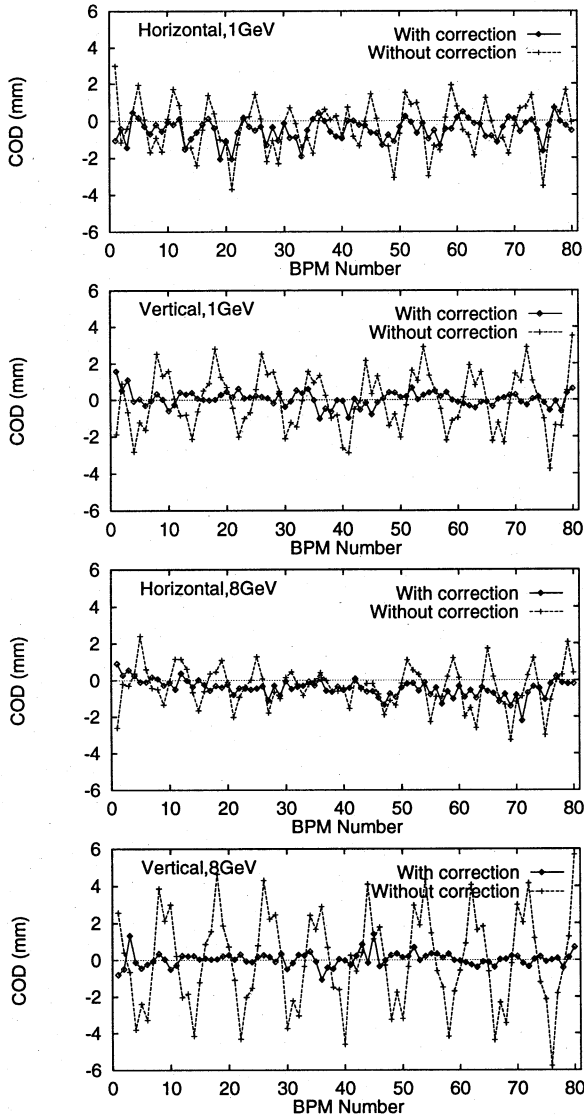 Horizontal,1GeV
With correction
Without correction
COD (mm)
6
4
2
0
-2
-4
-6
0 10 20 30 40 50 60 70 80
BPM Number
Vertical,1GeV
With correction
Without correction
COD (mm)
6
4
2
0
-2
-4
-6
0 10 20 30 40 50 60 70 80
BPM Number
Horizontal,8GeV
With correction
Without correction
COD (mm)
6
4
2
0
-2
-4
-6
0 10 20 30 40 50 60 70 80
BPM Number
Vertical,8GeV
With correction
Without correction
COD (mm)
6
4
2
0
-2
-4
-6
0 10 20 30 40 50 60 70 80
BPM Number